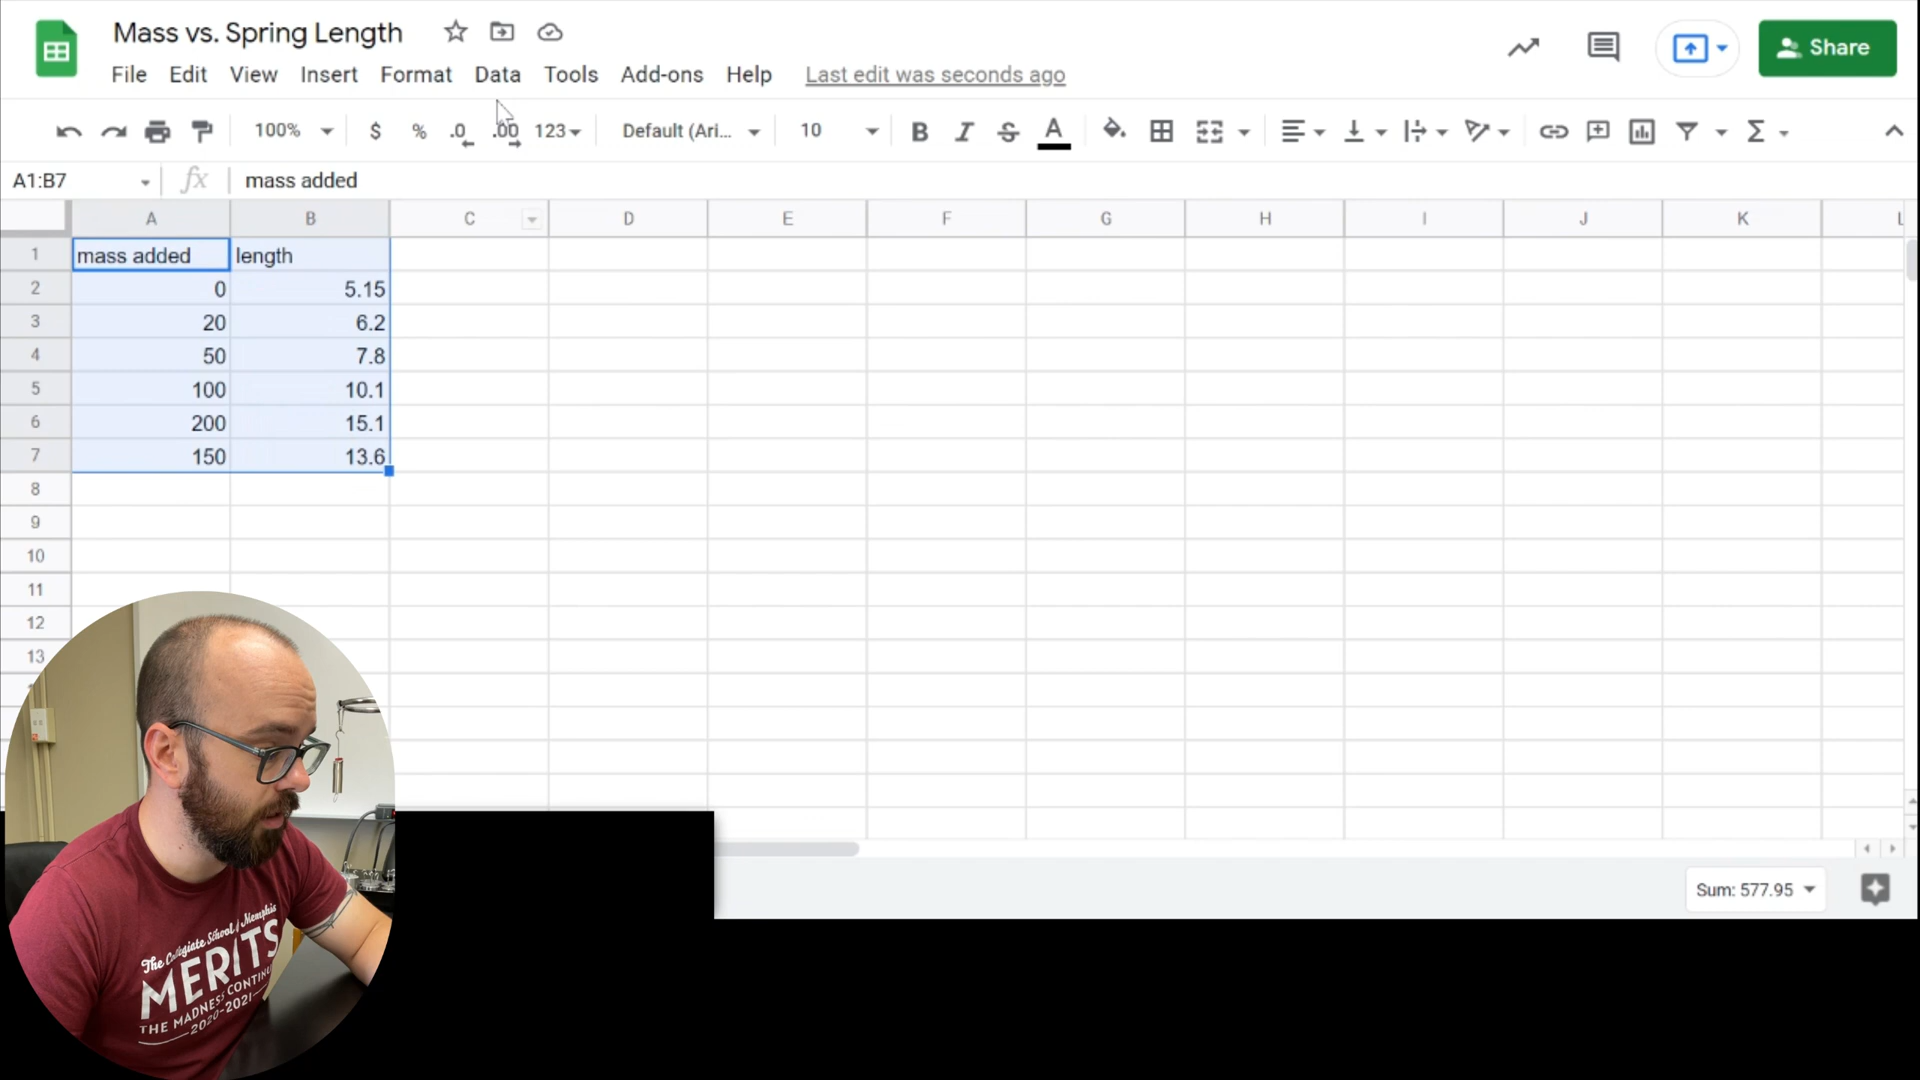 Mass vs. Spring Length
File Edit View Insert Format Data Tools Add-ons Help Last edit was seconds ago
Share
100% $ % .0 .00 123 Default (Ari... 10 B I S A Σ
A1:B7 fx mass added
A B C D E F G H I J K L
1 mass added length
2 0 5.15
3 20 6.2
4 50 7.8
5 100 10.1
6 200 15.1
7 150 13.6
8
9
10
11
12
13
Sum: 577.95
The Collegiate School of Memphis
MERITS
THE MADNESS CONTINU
-2020-2021-